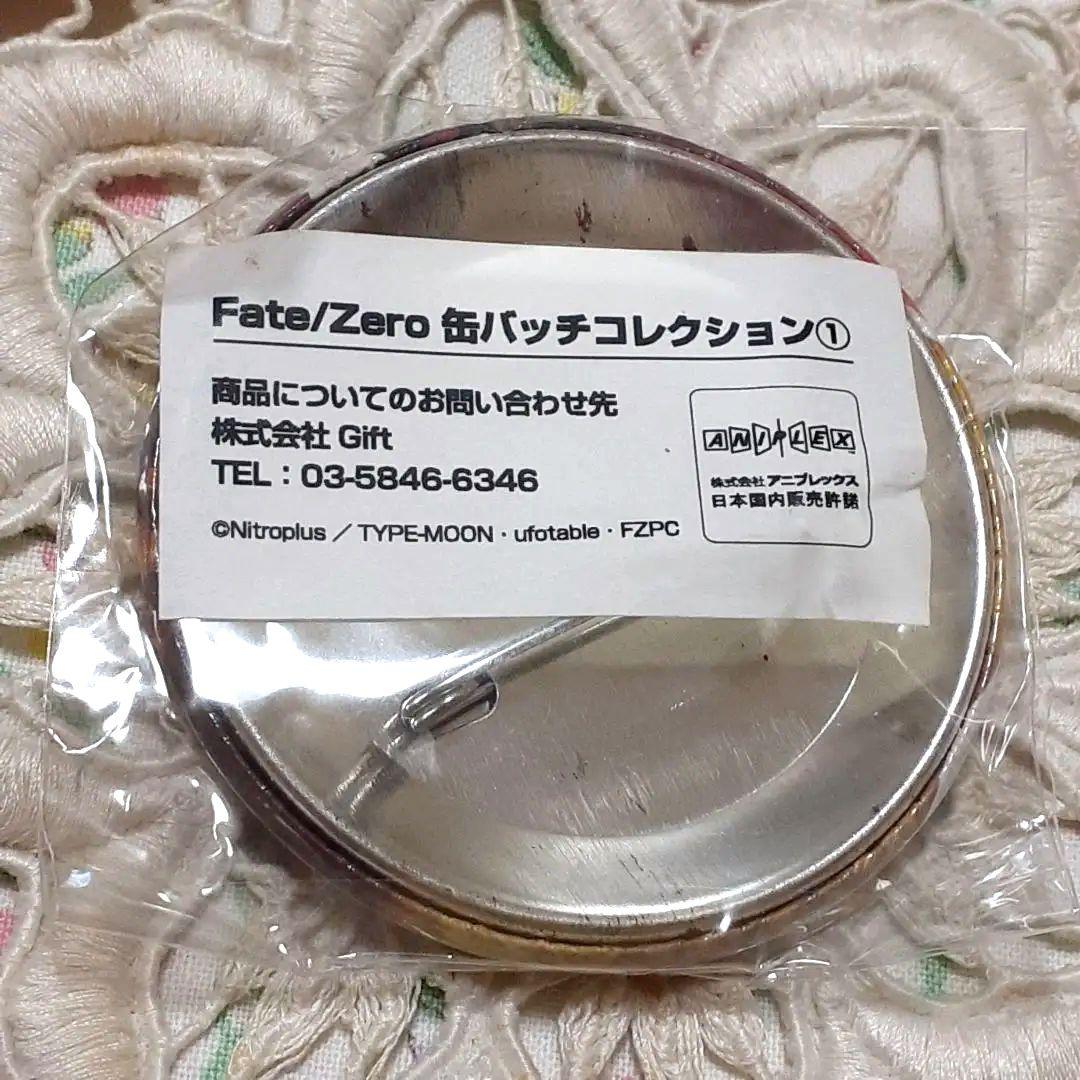 Fate/Zero 缶バッチコレクション①
商品についてのお問い合わせ先
株式会社 Gift
TEL：03-5846-6346
©Nitroplus／TYPE-MOON・ufotable・FZPC
ANIPLEX
株式会社 アニプレックス
日本国内販売許諾